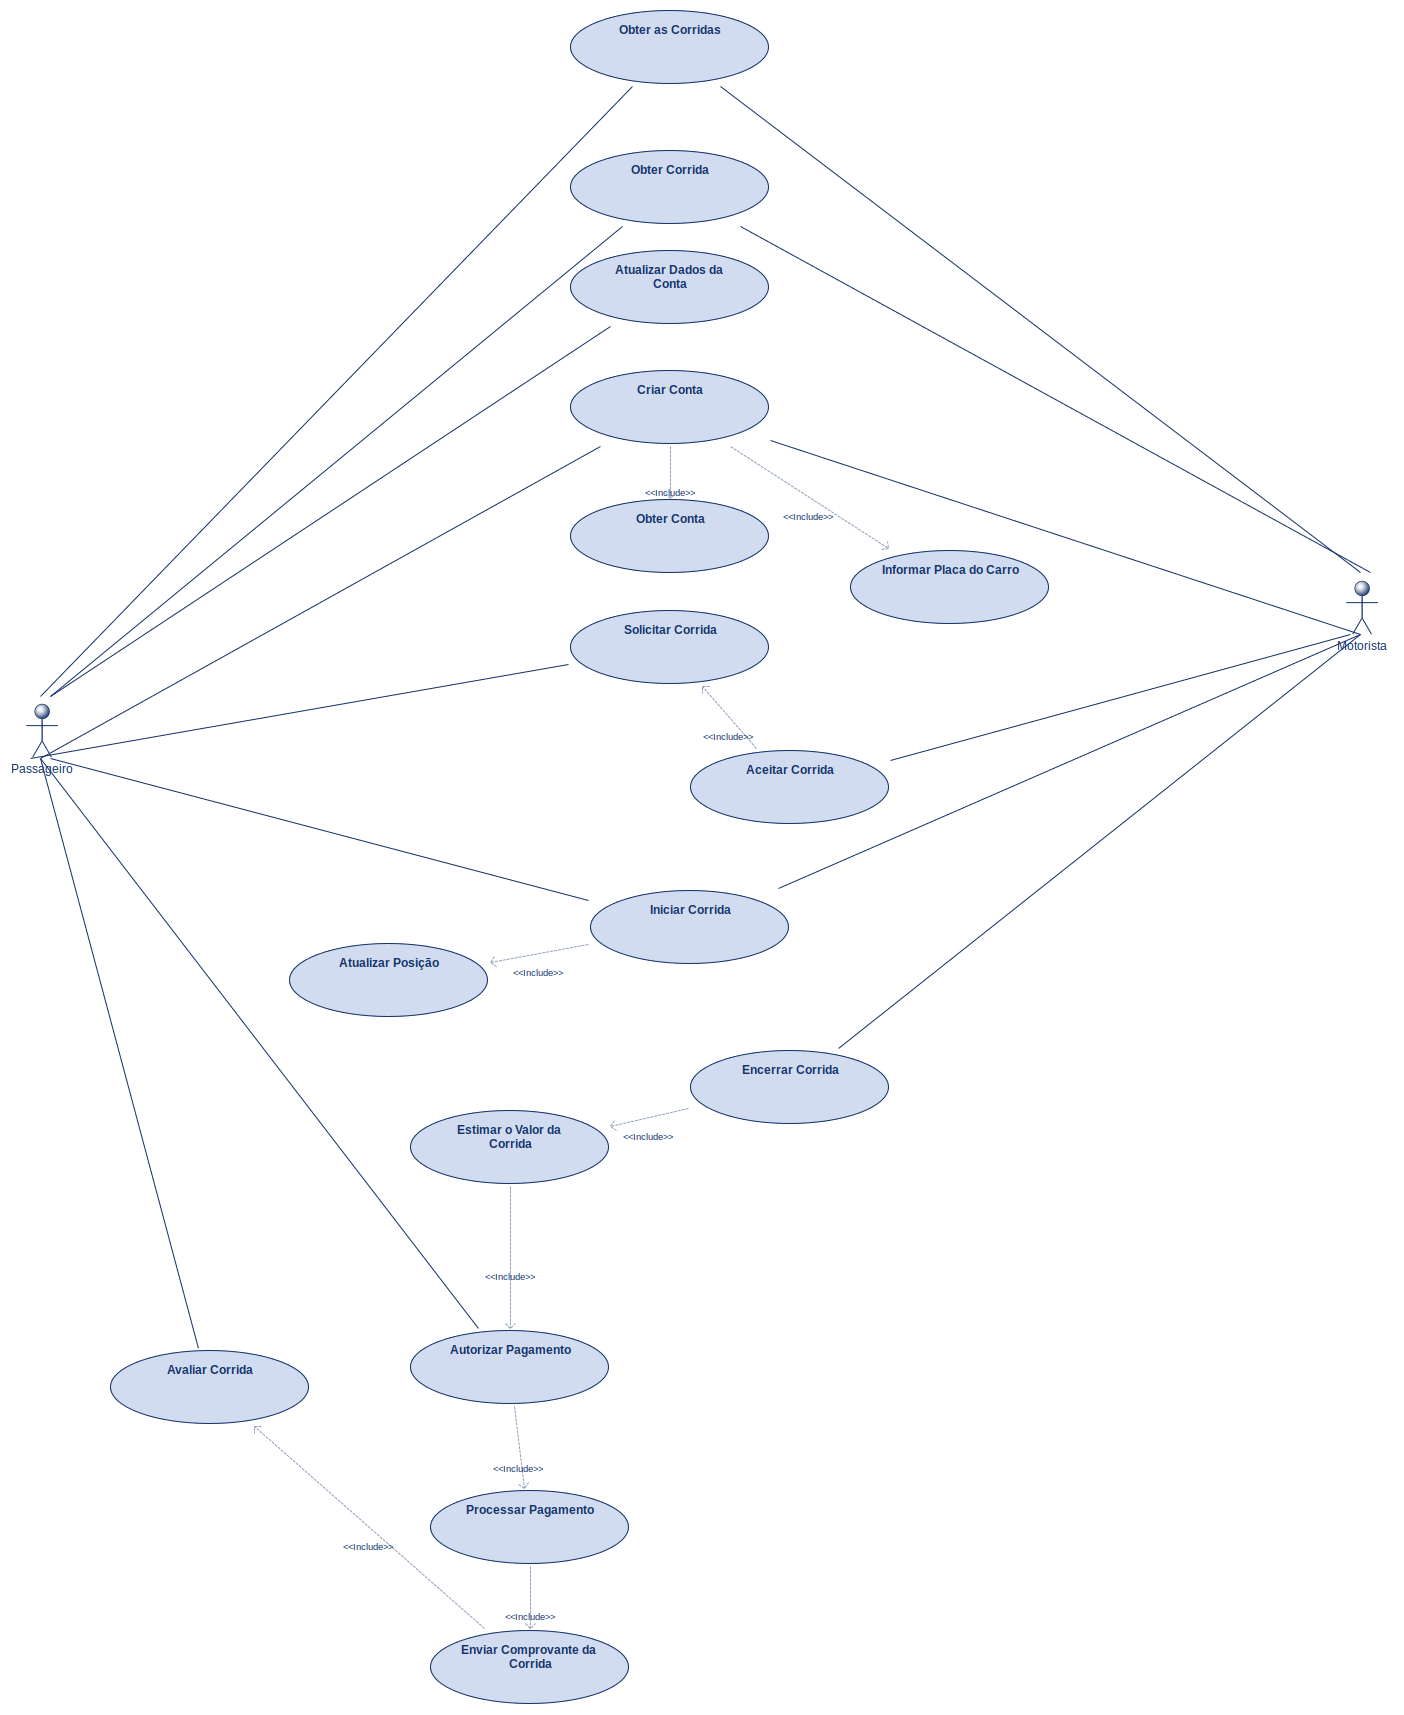 Obter as Corridas
Obter Corrida
Atualizar Dados da
Conta
Criar Conta
<<Include>>
Obter Conta
<<Include>>
Informar Placa do Carro
Solicitar Corrida
Motorista
<<Include>>
Passageiro
Aceitar Corrida
Iniciar Corrida
Atualizar Posição
<<Include>>
Encerrar Corrida
Estimar o Valor da
Corrida
<<Include>>
<<Include>>
Autorizar Pagamento
Avaliar Corrida
<<Include>>
Processar Pagamento
<<Include>>
<<Include>>
Enviar Comprovante da
Corrida